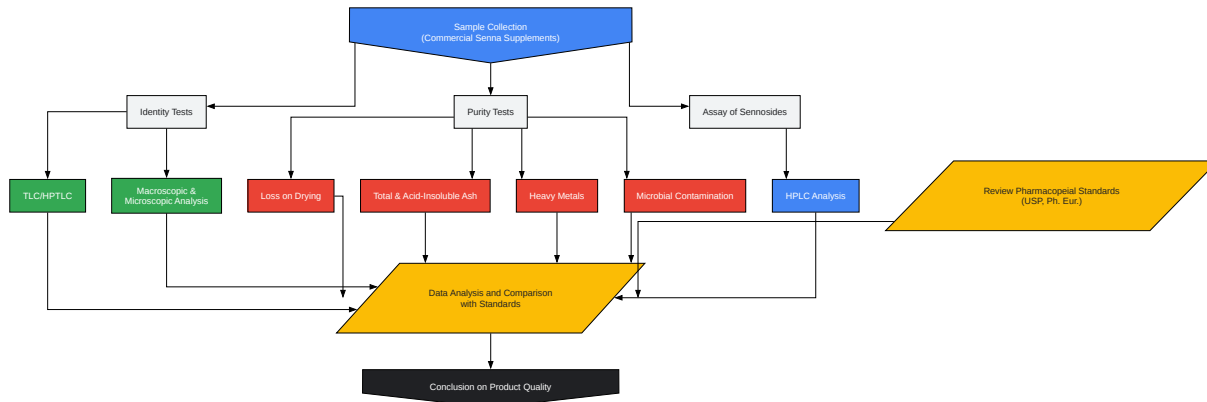 Sample Collection
(Commercial Senna Supplements)
Identity Tests
Purity Tests
Assay of Sennosides
TLC/HPTLC
Macroscopic &
Microscopic Analysis
Loss on Drying
Total & Acid-Insoluble Ash
Heavy Metals
Microbial Contamination
HPLC Analysis
Review Pharmacopeial Standards
(USP, Ph. Eur.)
Data Analysis and Comparison
with Standards
Conclusion on Product Quality